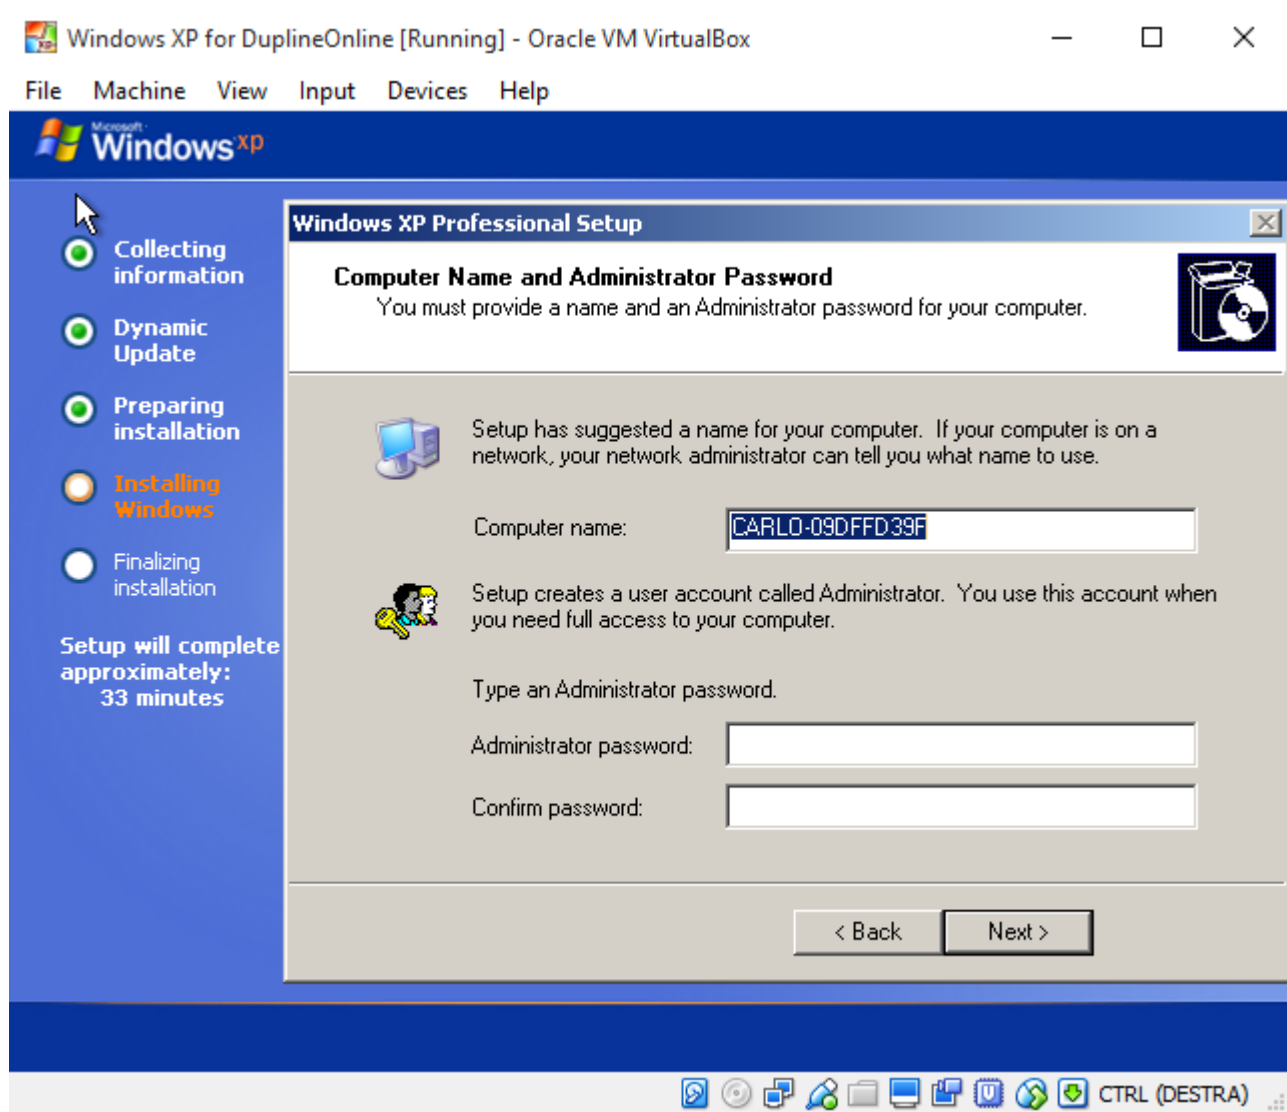 Windows XP for DuplineOnline [Running] - Oracle VM VirtualBox
File Machine View Input Devices Help
Microsoft
Windows xp
Collecting
information
Dynamic
Update
Preparing
installation
Installing
Windows
Finalizing
installation
Setup will complete
approximately:
33 minutes
Windows XP Professional Setup
Computer Name and Administrator Password
You must provide a name and an Administrator password for your computer.
Setup has suggested a name for your computer. If your computer is on a
network, your network administrator can tell you what name to use.
Computer name: CARLO-09DFFD39F
Setup creates a user account called Administrator. You use this account when
you need full access to your computer.
Type an Administrator password.
Administrator password:
Confirm password:
< Back Next >
CTRL (DESTRA)